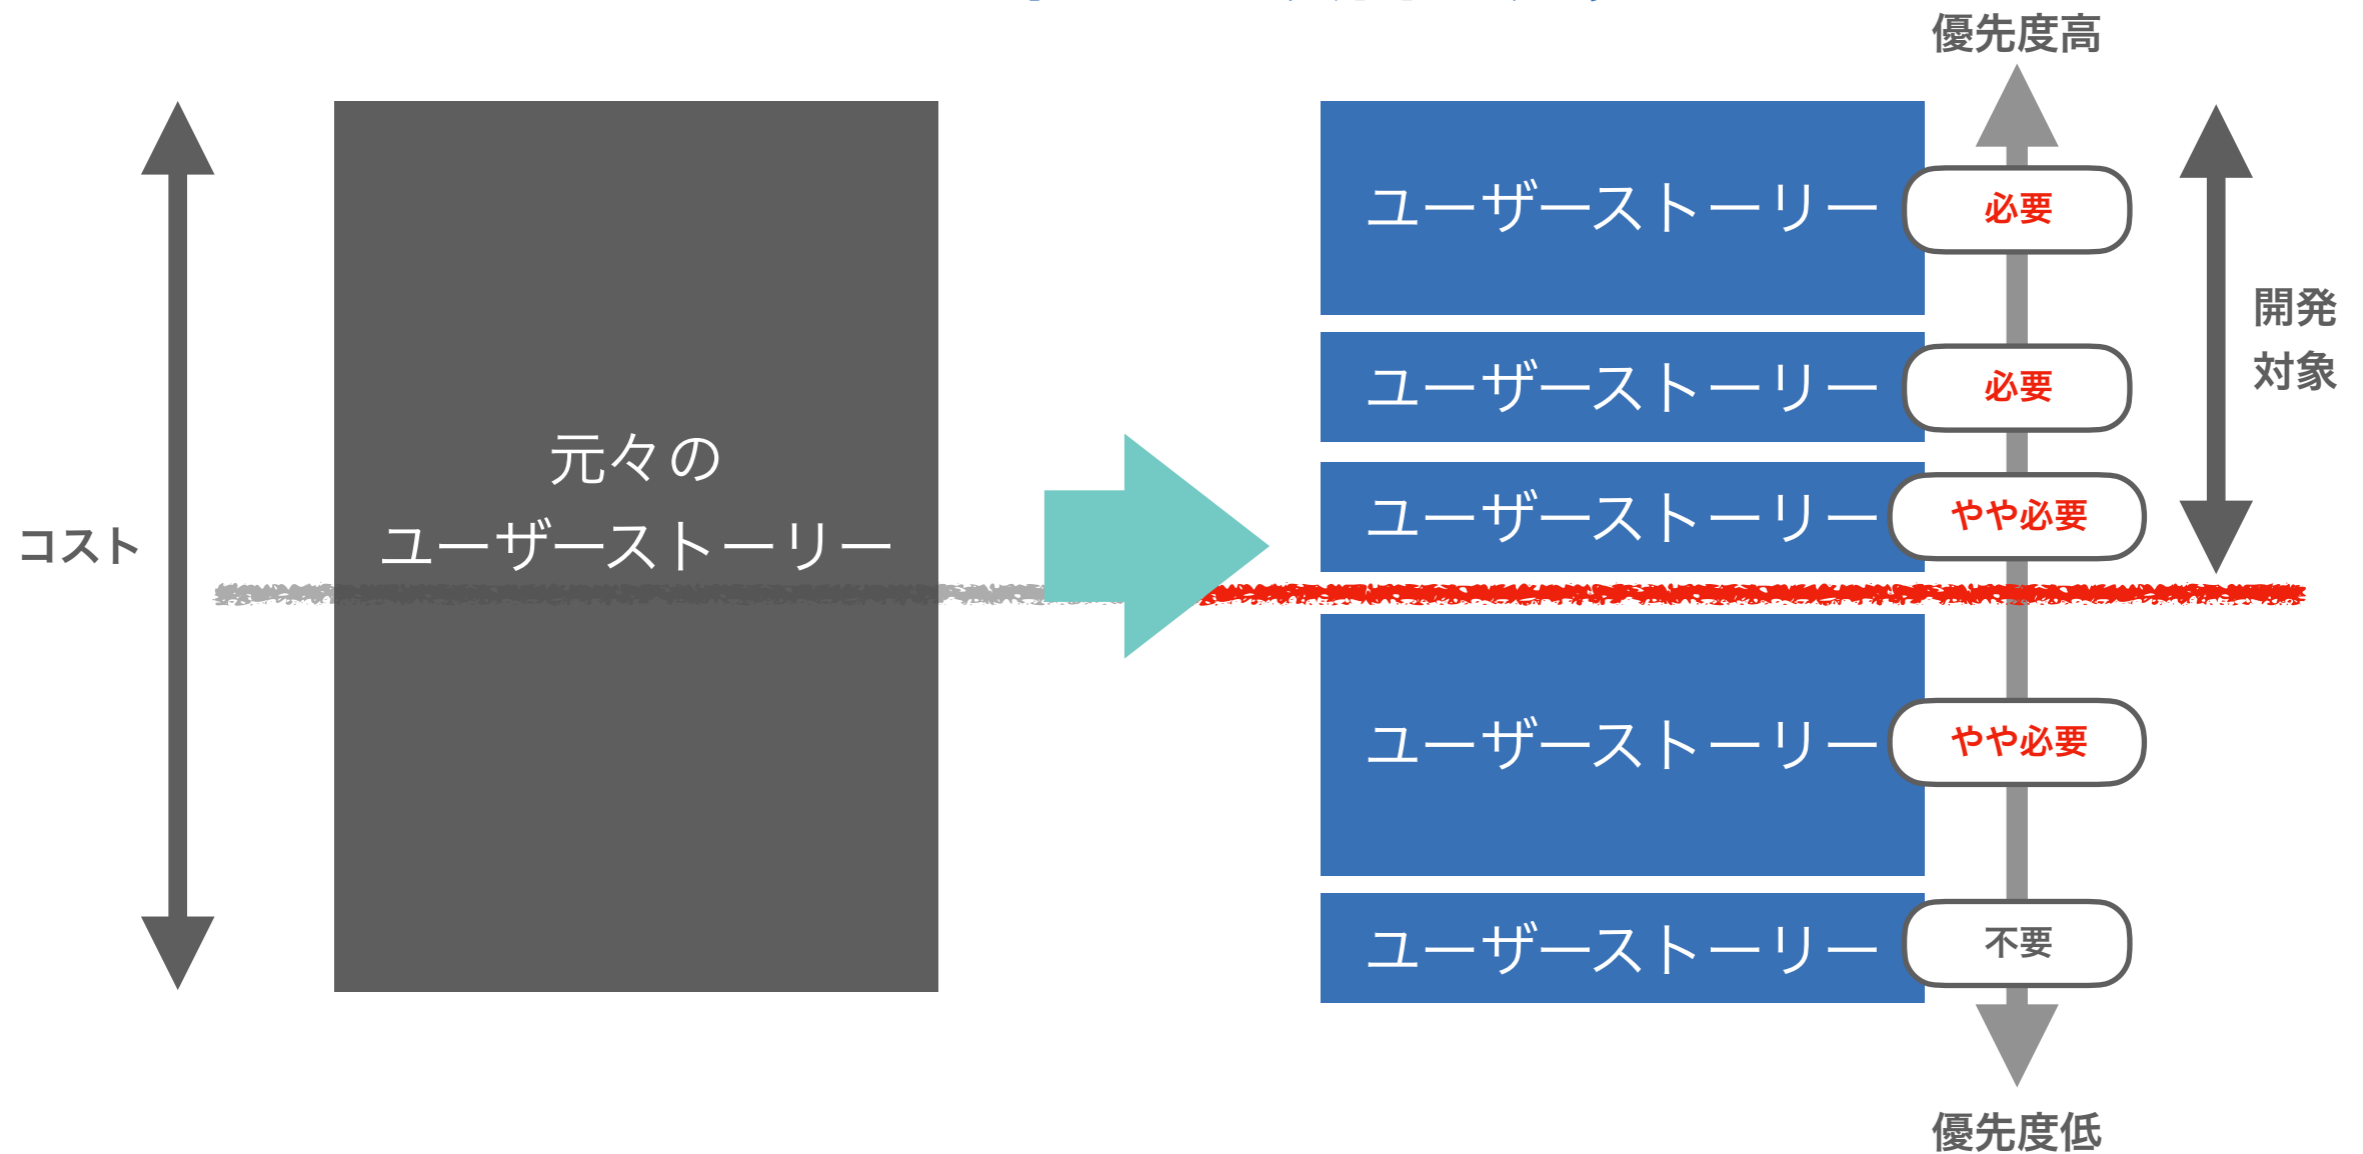 優先度高
コスト
元々の
ユーザーストーリー
ユーザーストーリー
必要
ユーザーストーリー
必要
ユーザーストーリー
やや必要
開発
対象
ユーザーストーリー
やや必要
ユーザーストーリー
不要
優先度低